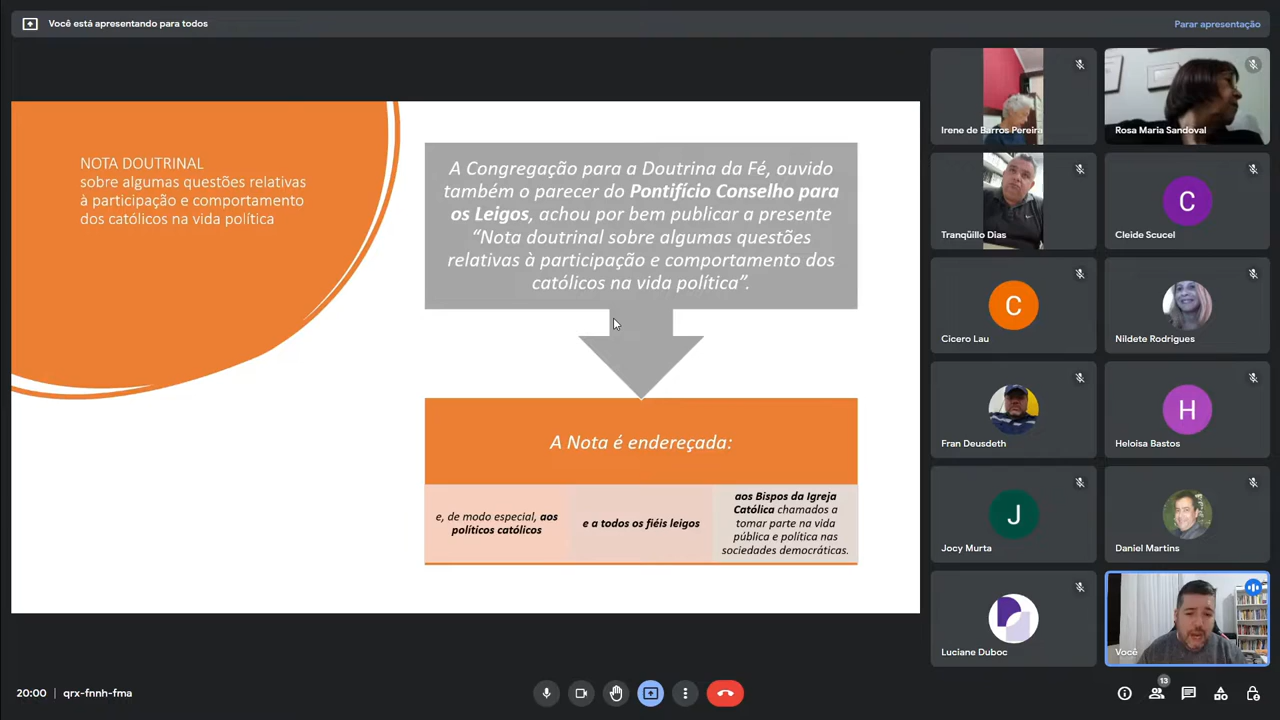 Você está apresentando para todos
Parar apresentação
NOTA DOUTRINAL
sobre algumas questões relativas
à participação e comportamento
dos católicos na vida política
A Congregação para a Doutrina da Fé, ouvido
também o parecer do Pontifício Conselho para
os Leigos, achou por bem publicar a presente
“Nota doutrinal sobre algumas questões
relativas à participação e comportamento dos
católicos na vida política”.
A Nota é endereçada:
e, de modo especial, aos
políticos católicos
e a todos os fiéis leigos
aos Bispos da Igreja
Católica chamados a
tomar parte na vida
pública e política nas
sociedades democráticas.
Irene de Barros Pereira
Rosa Maria Sandoval
Tranqüillo Dias
C
Cleide Scucel
C
Cicero Lau
Nildete Rodrigues
Fran Deusdeth
H
Heloisa Bastos
J
Jocy Murta
Daniel Martins
Luciane Duboc
Você
20:00
qrx-fnnh-fma
13